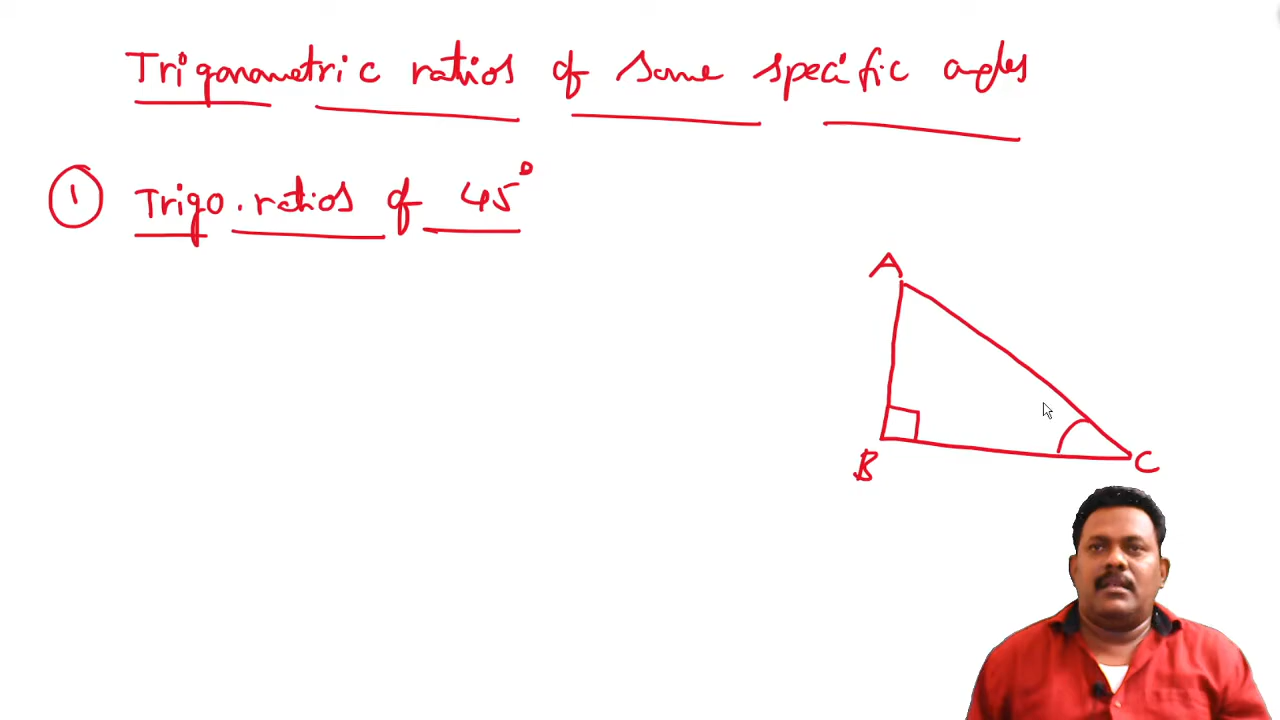 Trigonometric ratios of some specific angles
① Trigo. ratios of 45°
A
B
C